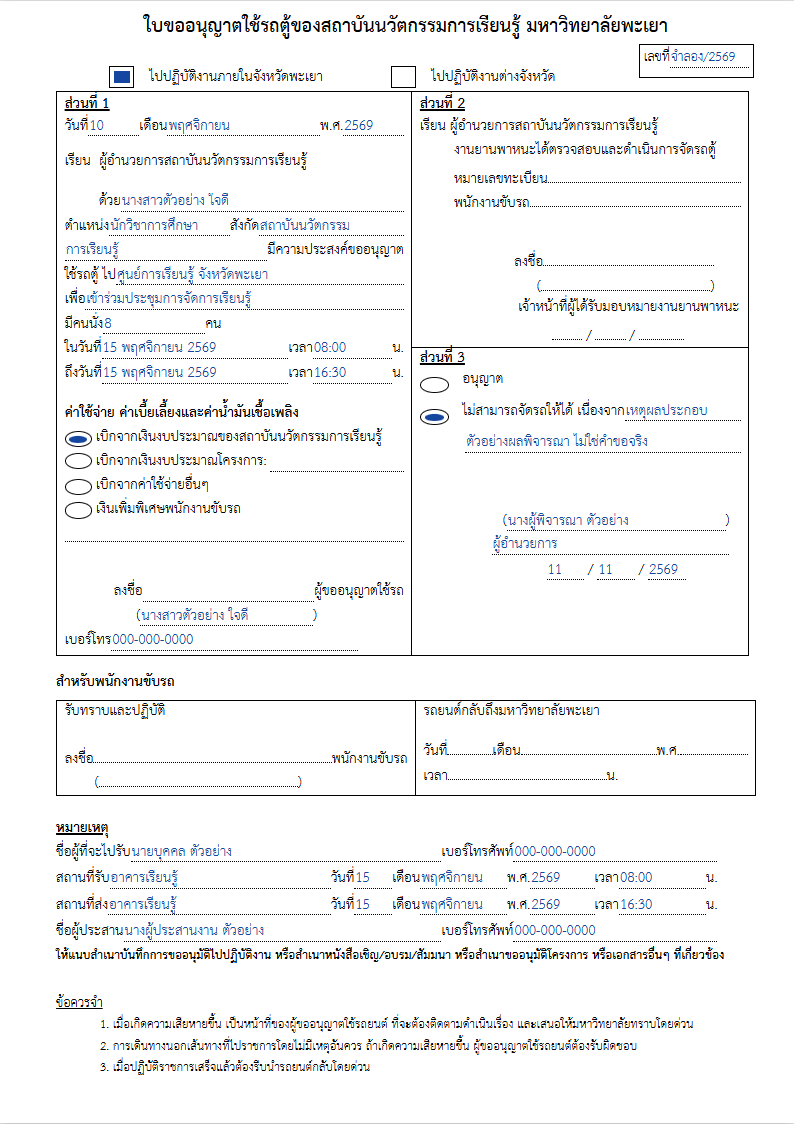 ใบขออนุญาตใช้รถตู้ของสถาบันนวัตกรรมการเรียนรู้ มหาวิทยาลัยพะเยา
เลขที่จำลอง/2569
ไปปฏิบัติงานภายในจังหวัดพะเยา ไปปฏิบัติงานต่างจังหวัด
ส่วนที่ 1
วันที่10 เดือนพฤศจิกายน พ.ศ.2569
เรียน ผู้อำนวยการสถาบันนวัตกรรมการเรียนรู้
ด้วยนางสาวตัวอย่าง ใจดี
ตำแหน่งนักวิชาการศึกษา สังกัดสถาบันนวัตกรรม
การเรียนรู้ มีความประสงค์ขออนุญาต
ใช้รถตู้ ไปศูนย์การเรียนรู้ จังหวัดพะเยา
เพื่อเข้าร่วมประชุมการจัดการเรียนรู้
มีคนนั่ง8 คน
ในวันที่15 พฤศจิกายน 2569 เวลา08:00 น.
ถึงวันที่15 พฤศจิกายน 2569 เวลา16:30 น.
ค่าใช้จ่าย ค่าเบี้ยเลี้ยงและค่าน้ำมันเชื้อเพลิง
เบิกจากเงินงบประมาณของสถาบันนวัตกรรมการเรียนรู้
เบิกจากเงินงบประมาณโครงการ:
เบิกจากค่าใช้จ่ายอื่นๆ
เงินเพิ่มพิเศษพนักงานขับรถ
ลงชื่อ ผู้ขออนุญาตใช้รถ
(นางสาวตัวอย่าง ใจดี )
เบอร์โทร000-000-0000
ส่วนที่ 2
เรียน ผู้อำนวยการสถาบันนวัตกรรมการเรียนรู้
งานยานพาหนะได้ตรวจสอบและดำเนินการจัดรถตู้
หมายเลขทะเบียน
พนักงานขับรถ
ลงชื่อ
( )
เจ้าหน้าที่ผู้ได้รับมอบหมายงานยานพาหนะ
/ /
ส่วนที่ 3
อนุญาต
ไม่สามารถจัดรถให้ได้ เนื่องจากเหตุผลประกอบ
ตัวอย่างผลพิจารณา ไม่ใช่คำขอจริง
(นางผู้พิจารณา ตัวอย่าง )
ผู้อำนวยการ
11 / 11 / 2569
สำหรับพนักงานขับรถ
รับทราบและปฏิบัติ
ลงชื่อ พนักงานขับรถ
( )
รถยนต์กลับถึงมหาวิทยาลัยพะเยา
วันที่ เดือน พ.ศ.
เวลา น.
หมายเหตุ
ชื่อผู้ที่จะไปรับนายบุคคล ตัวอย่าง เบอร์โทรศัพท์000-000-0000
สถานที่รับอาคารเรียนรู้ วันที่15 เดือนพฤศจิกายน พ.ศ.2569 เวลา08:00 น.
สถานที่ส่งอาคารเรียนรู้ วันที่15 เดือนพฤศจิกายน พ.ศ.2569 เวลา16:30 น.
ชื่อผู้ประสานนางผู้ประสานงาน ตัวอย่าง เบอร์โทรศัพท์000-000-0000
ให้แนบสำเนาบันทึกการขออนุมัติไปปฏิบัติงาน หรือสำเนาหนังสือเชิญ/อบรม/สัมมนา หรือสำเนาขออนุมัติโครงการ หรือเอกสารอื่นๆ ที่เกี่ยวข้อง
ข้อควรจำ
1. เมื่อเกิดความเสียหายขึ้น เป็นหน้าที่ของผู้ขออนุญาตใช้รถยนต์ ที่จะต้องติดตามดำเนินเรื่อง และเสนอให้มหาวิทยาลัยทราบโดยด่วน
2. การเดินทางนอกเส้นทางที่ไปราชการโดยไม่มีเหตุอันควร ถ้าเกิดความเสียหายขึ้น ผู้ขออนุญาตใช้รถยนต์ต้องรับผิดชอบ
3. เมื่อปฏิบัติราชการเสร็จแล้วต้องรีบนำรถยนต์กลับโดยด่วน